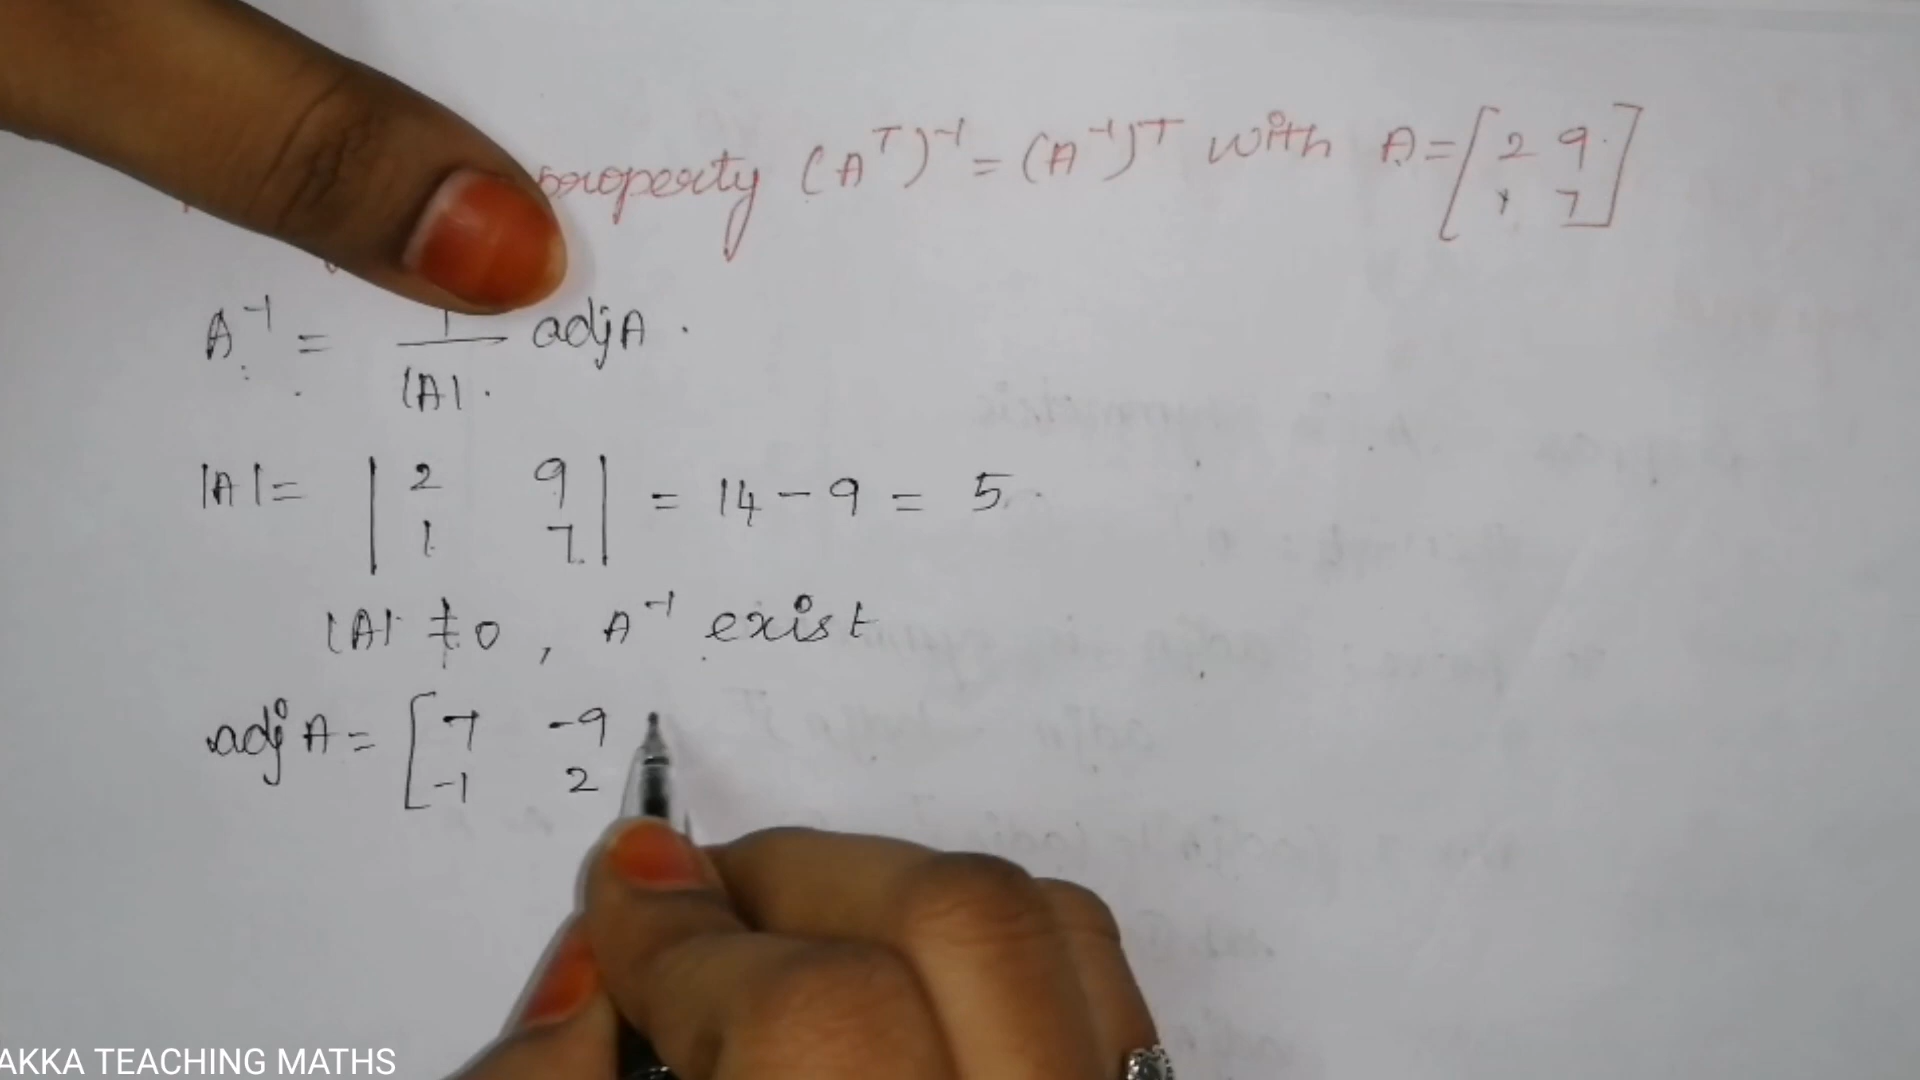 property (Aᵀ)⁻¹ = (A⁻¹)ᵀ with A = [2 9
1 7]
A⁻¹ = 1/|A| adj A.
|A| = |2 9
1 7| = 14 - 9 = 5
|A| ≠ 0, A⁻¹ exist
adj A = [7 -9
-1 2
AKKA TEACHING MATHS